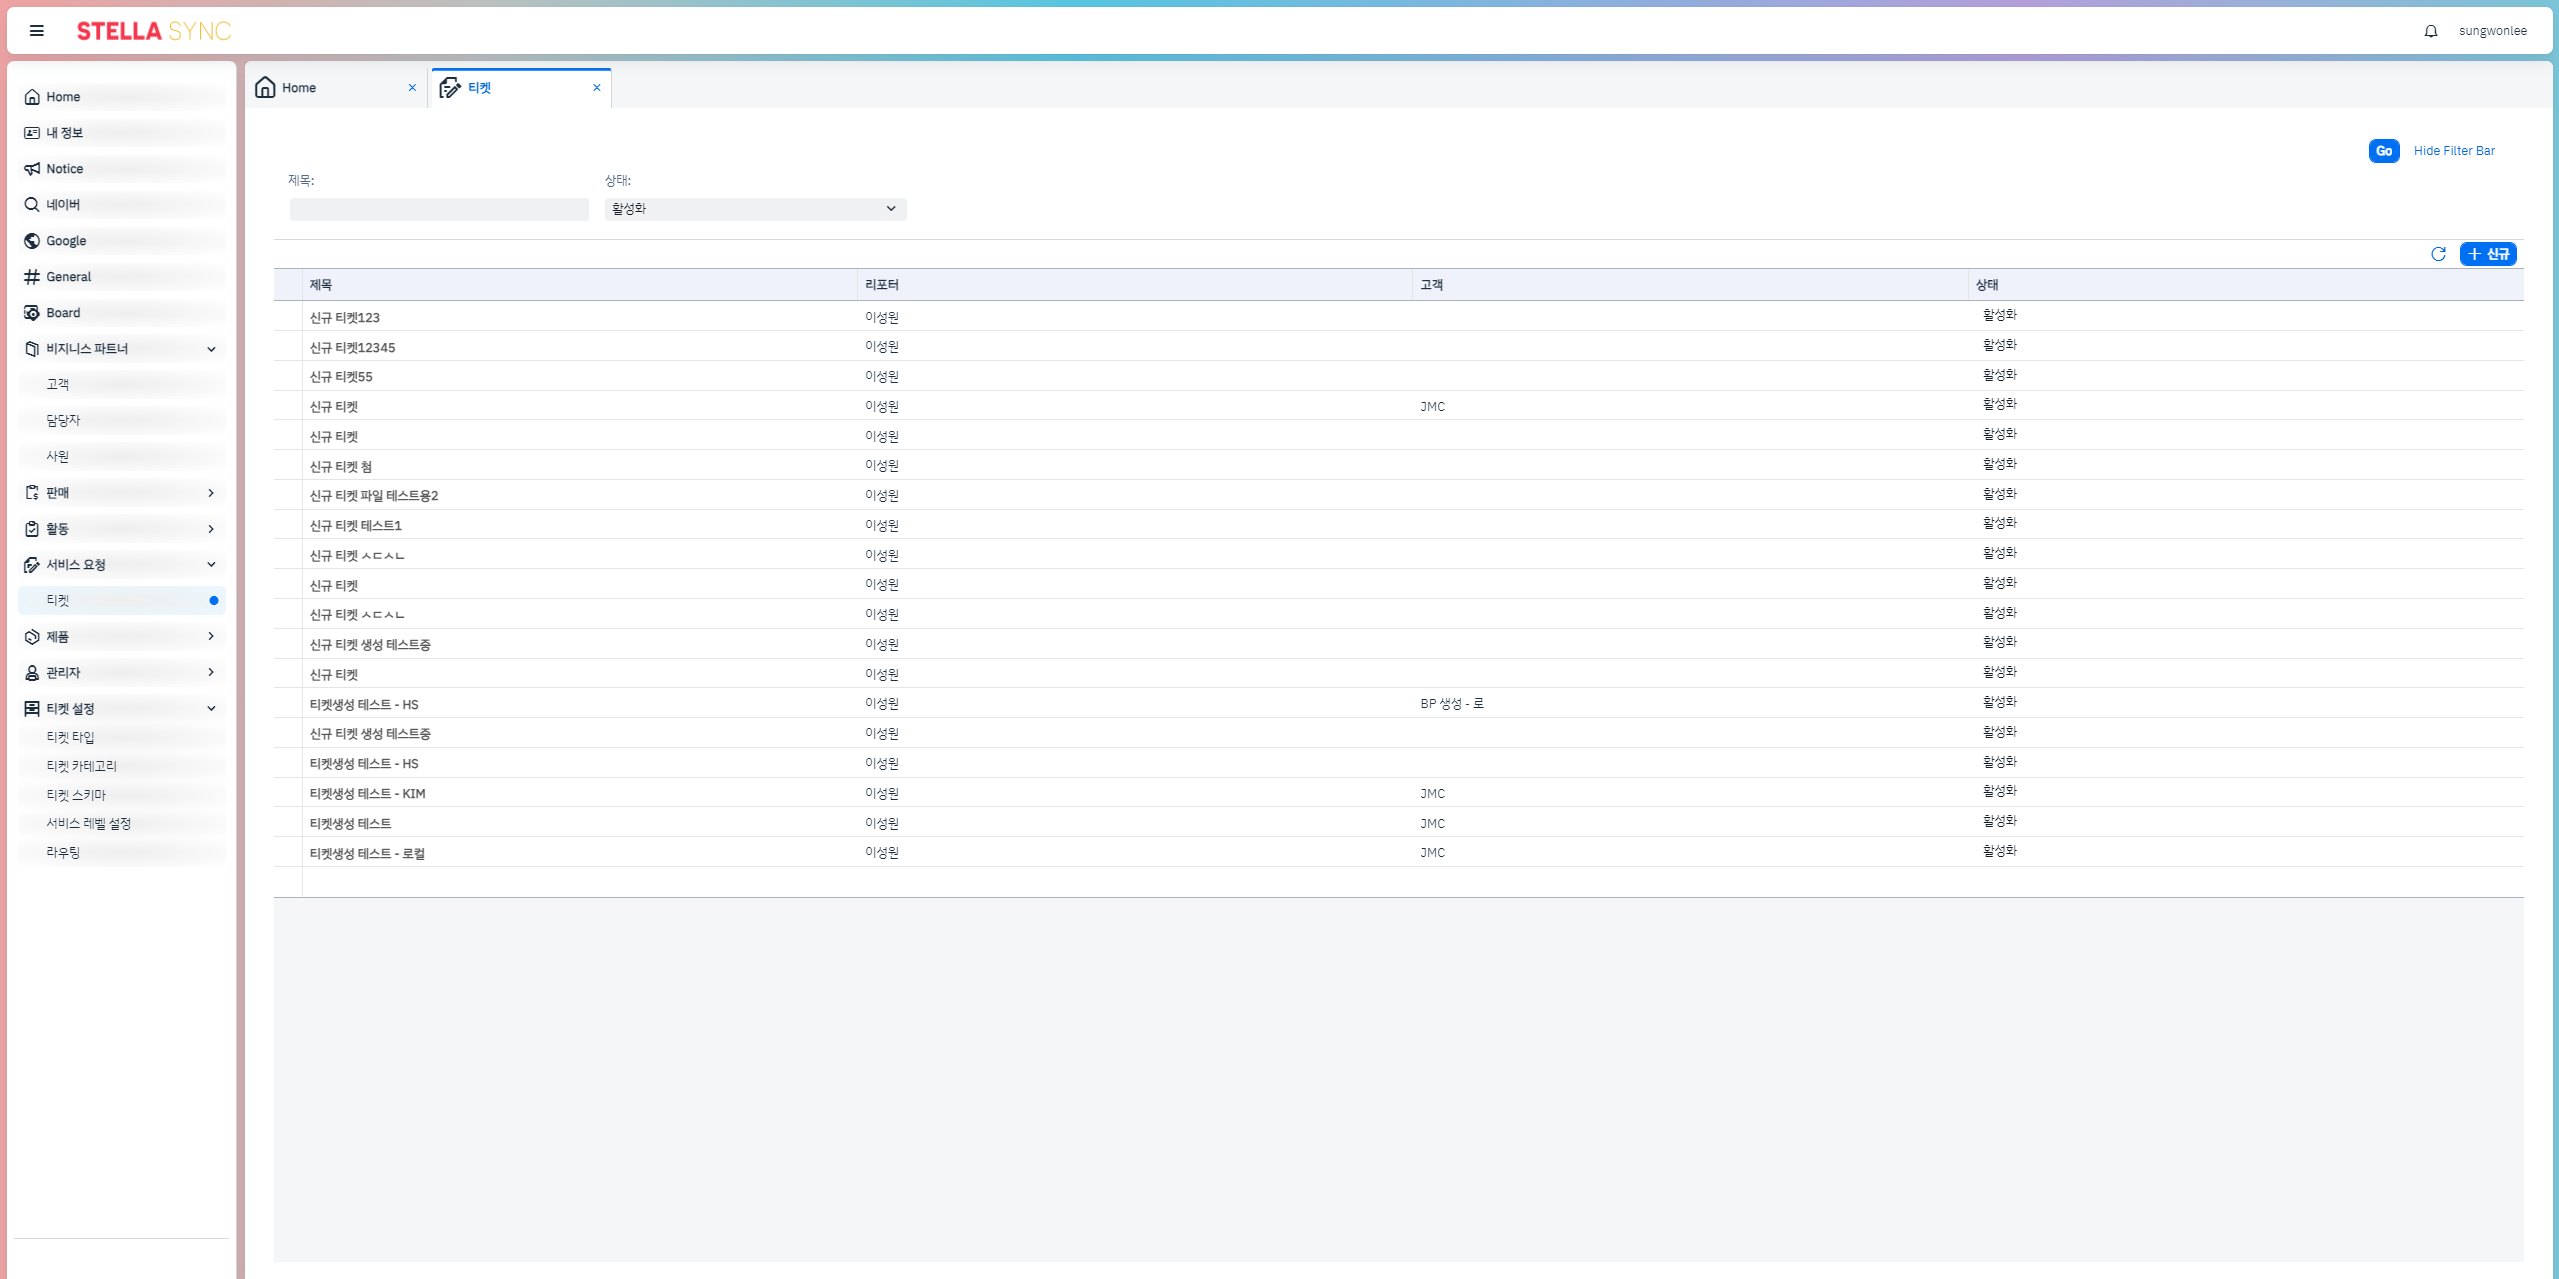 STELLA SYNC
sungwonlee
Home
내 정보
Notice
네이버
Google
General
Board
비지니스 파트너
고객
담당자
사원
판매
활동
서비스 요청
티켓
제품
관리자
티켓 설정
티켓 타입
티켓 카테고리
티켓 스키마
서비스 레벨 설정
라우팅
Home
티켓
Go Hide Filter Bar
제목: 상태:
활성화
신규
제목 리포터 고객 상태
신규 티켓123 이성원 활성화
신규 티켓12345 이성원 활성화
신규 티켓55 이성원 활성화
신규 티켓 이성원 JMC 활성화
신규 티켓 이성원 활성화
신규 티켓 첨 이성원 활성화
신규 티켓 파일 테스트용2 이성원 활성화
신규 티켓 테스트1 이성원 활성화
신규 티켓 ㅅㄷㅅㄴ 이성원 활성화
신규 티켓 이성원 활성화
신규 티켓 ㅅㄷㅅㄴ 이성원 활성화
신규 티켓 생성 테스트중 이성원 활성화
신규 티켓 이성원 활성화
티켓생성 테스트 - HS 이성원 BP 생성 - 로 활성화
신규 티켓 생성 테스트중 이성원 활성화
티켓생성 테스트 - HS 이성원 활성화
티켓생성 테스트 - KIM 이성원 JMC 활성화
티켓생성 테스트 이성원 JMC 활성화
티켓생성 테스트 - 로컬 이성원 JMC 활성화